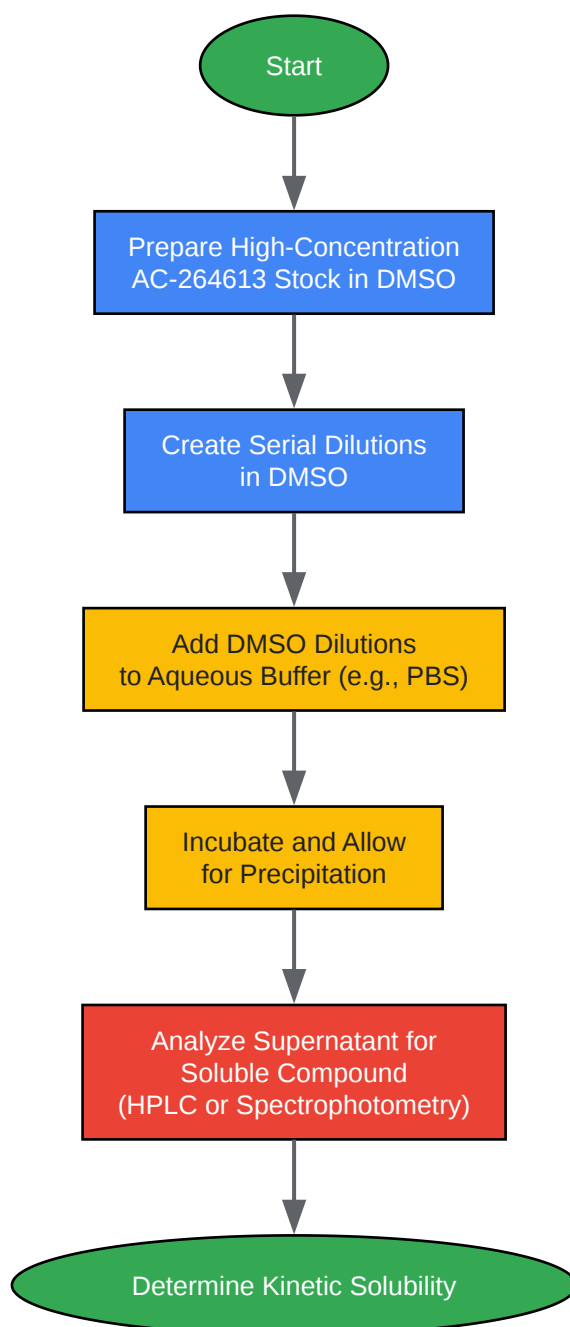 Start
Prepare High-Concentration
AC-264613 Stock in DMSO
Create Serial Dilutions
in DMSO
Add DMSO Dilutions
to Aqueous Buffer (e.g., PBS)
Incubate and Allow
for Precipitation
Analyze Supernatant for
Soluble Compound
(HPLC or Spectrophotometry)
Determine Kinetic Solubility